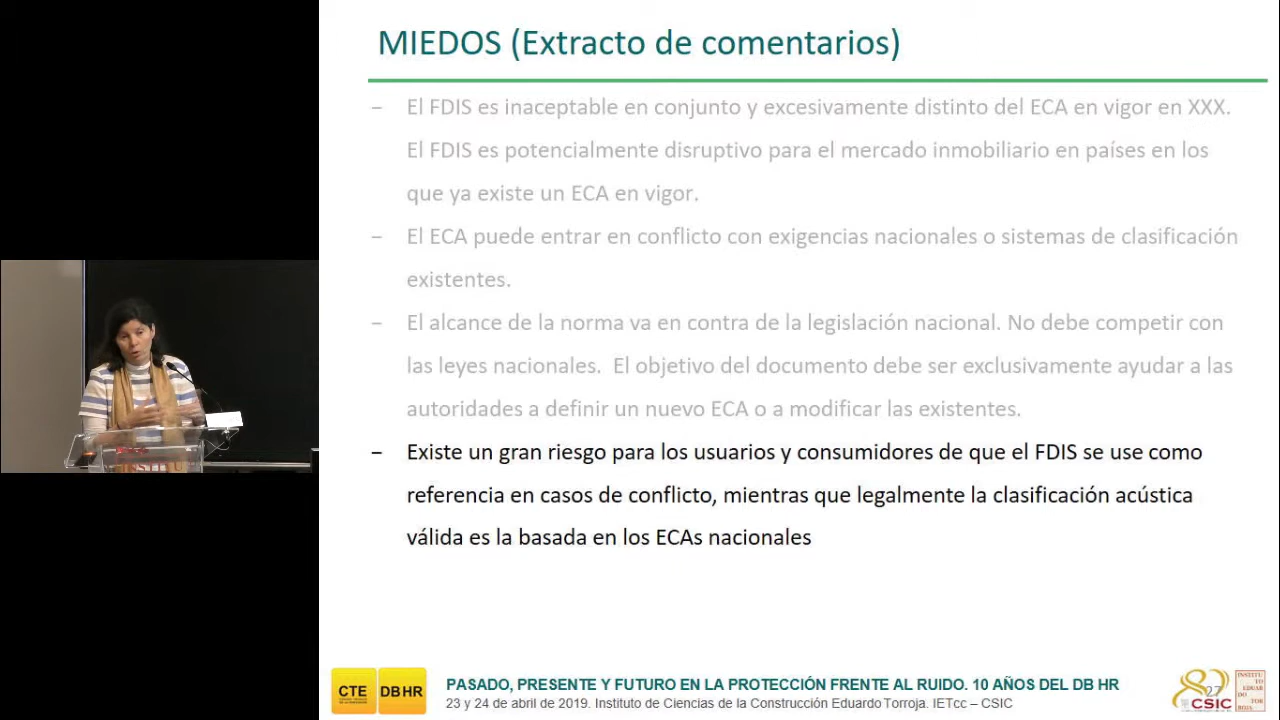 MIEDOS (Extracto de comentarios)
– El FDIS es inaceptable en conjunto y excesivamente distinto del ECA en vigor en XXX.
El FDIS es potencialmente disruptivo para el mercado inmobiliario en países en los
que ya existe un ECA en vigor.
– El ECA puede entrar en conflicto con exigencias nacionales o sistemas de clasificación
existentes.
– El alcance de la norma va en contra de la legislación nacional. No debe competir con
las leyes nacionales. El objetivo del documento debe ser exclusivamente ayudar a las
autoridades a definir un nuevo ECA o a modificar las existentes.
– Existe un gran riesgo para los usuarios y consumidores de que el FDIS se use como
referencia en casos de conflicto, mientras que legalmente la clasificación acústica
válida es la basada en los ECAs nacionales
CTE
DB HR
PASADO, PRESENTE Y FUTURO EN LA PROTECCIÓN FRENTE AL RUIDO. 10 AÑOS DEL DB HR
23 y 24 de abril de 2019. Instituto de Ciencias de la Construcción Eduardo Torroja. IETcc – CSIC
27
CSIC
INSTITU
TO
EDUAR
DO
TOR
ROJA